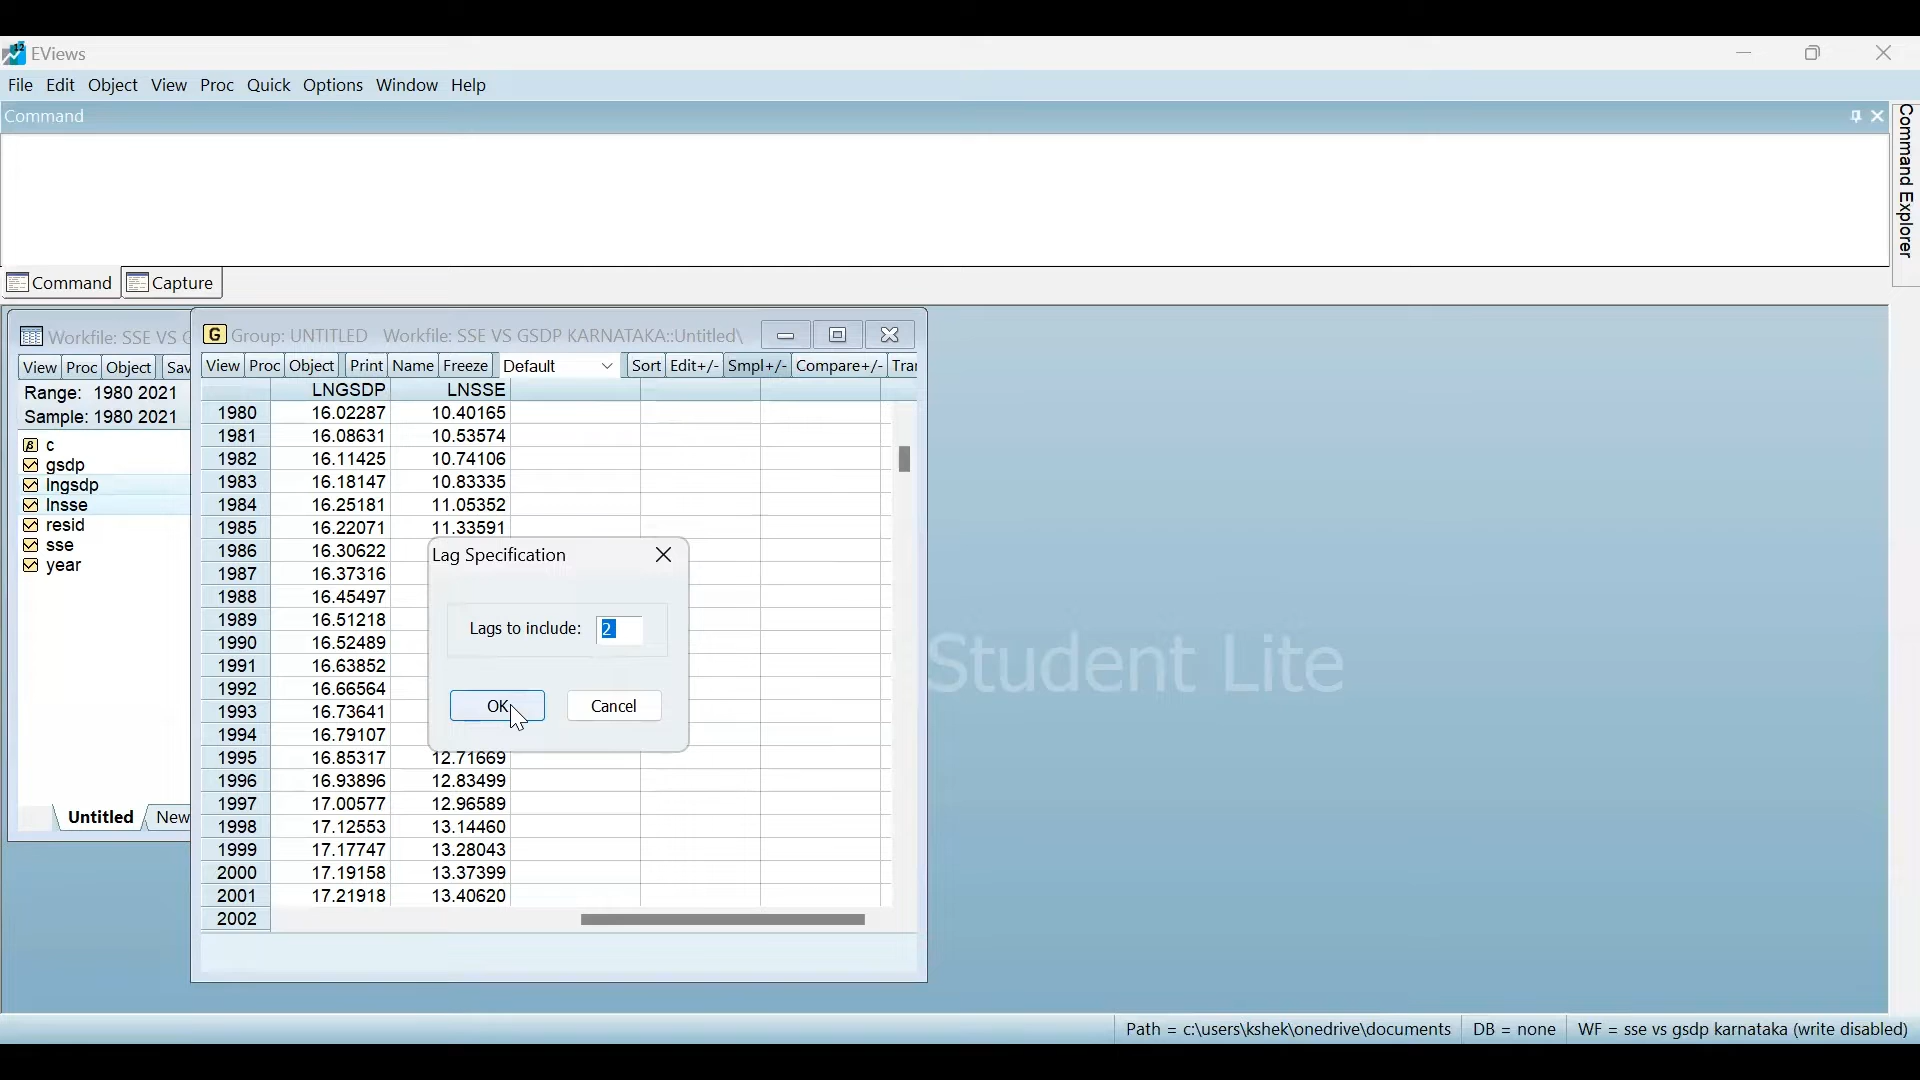 EViews
File Edit Object View Proc Quick Options Window Help
Command
Command Explorer
Command Capture
Workfile: SSE VS G
View Proc Object Sav
Range: 1980 2021
Sample: 1980 2021
c
gsdp
lngsdp
lnsse
resid
sse
year
Untitled New
G Group: UNTITLED Workfile: SSE VS GSDP KARNATAKA::Untitled\
View Proc Object Print Name Freeze Default Sort Edit+/- Smpl+/- Compare+/- Tran
LNGSDP LNSSE
1980 16.02287 10.40165
1981 16.08631 10.53574
1982 16.11425 10.74106
1983 16.18147 10.83335
1984 16.25181 11.05352
1985 16.22071 11.33591
1986 16.30622
1987 16.37316
1988 16.45497
1989 16.51218
1990 16.52489
1991 16.63852
1992 16.66564
1993 16.73641
1994 16.79107
1995 16.85317 12.71669
1996 16.93896 12.83499
1997 17.00577 12.96589
1998 17.12553 13.14460
1999 17.17747 13.28043
2000 17.19158 13.37399
2001 17.21918 13.40620
2002
Lag Specification
Lags to include: 2
OK Cancel
Student Lite
Path = c:\users\kshek\onedrive\documents DB = none WF = sse vs gsdp karnataka (write disabled)